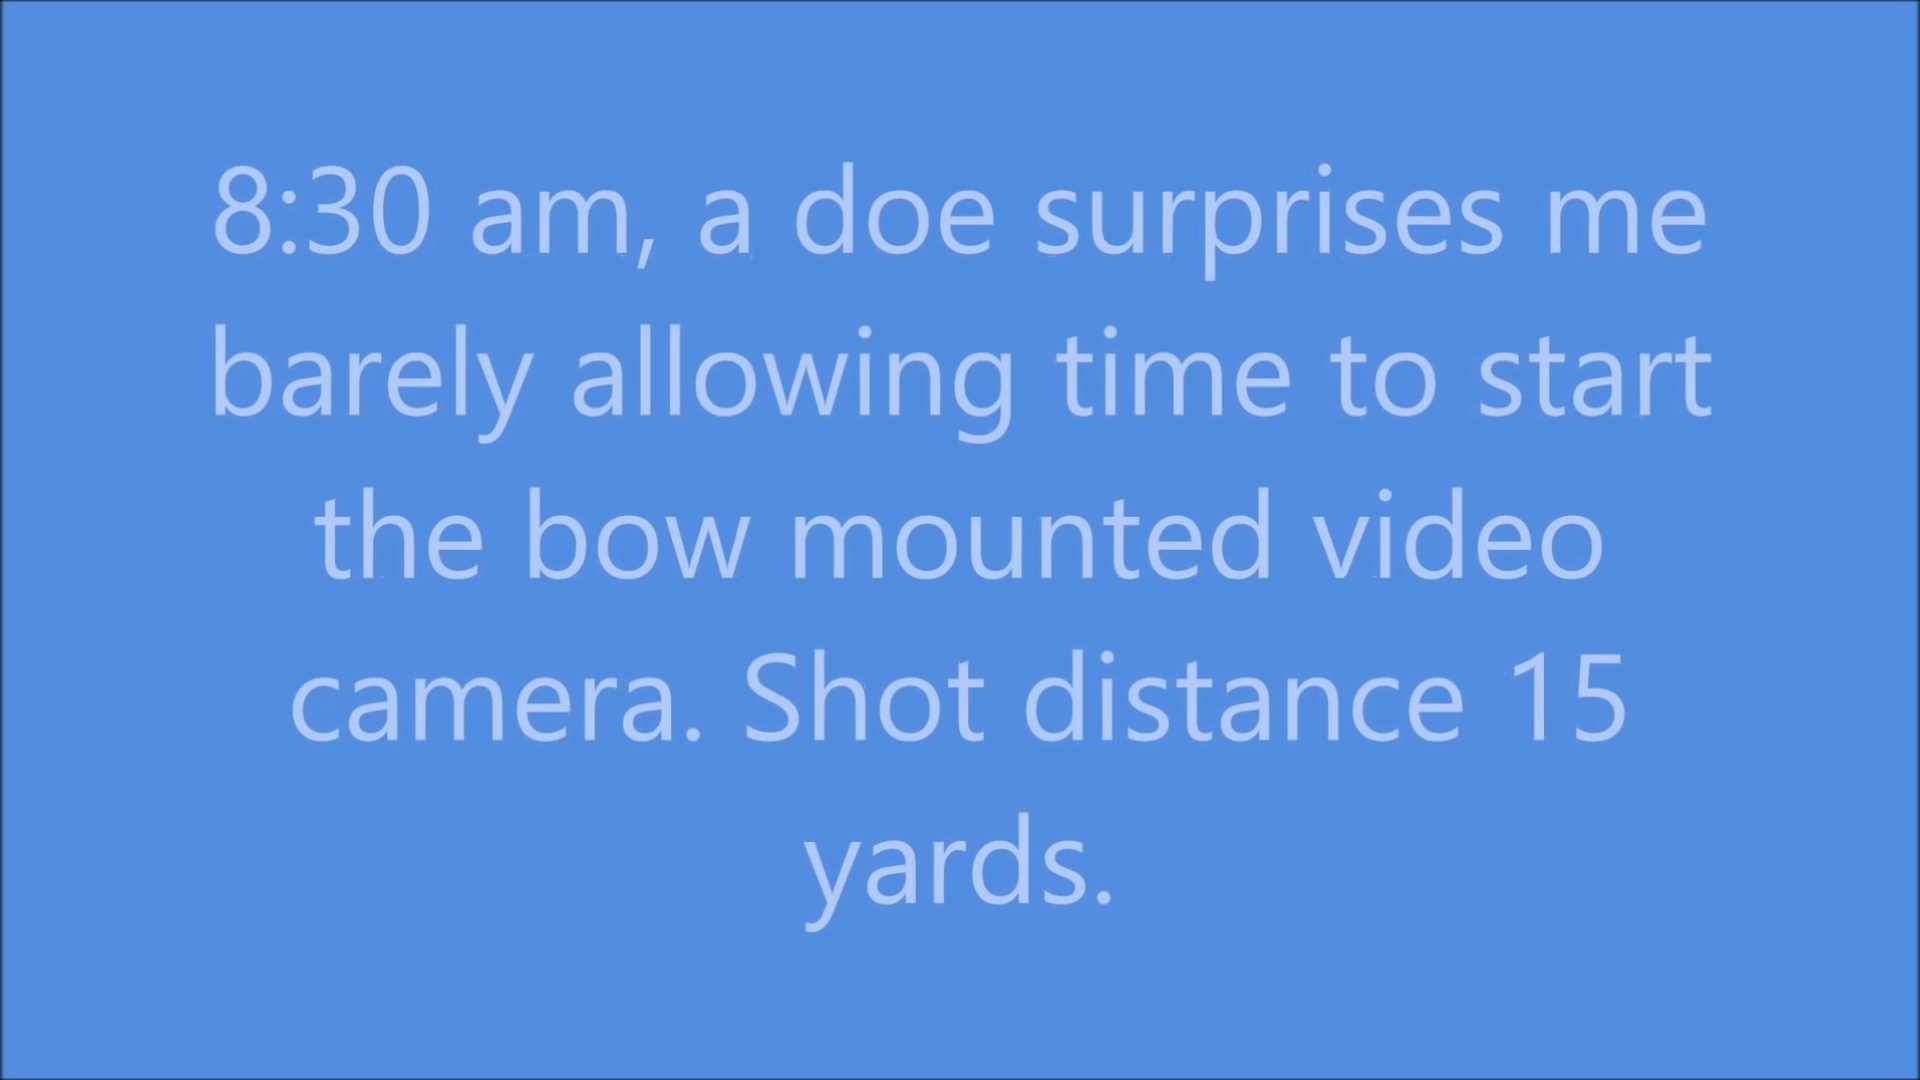 8:30 am, a doe surprises me
barely allowing time to start
the bow mounted video
camera. Shot distance 15
yards.